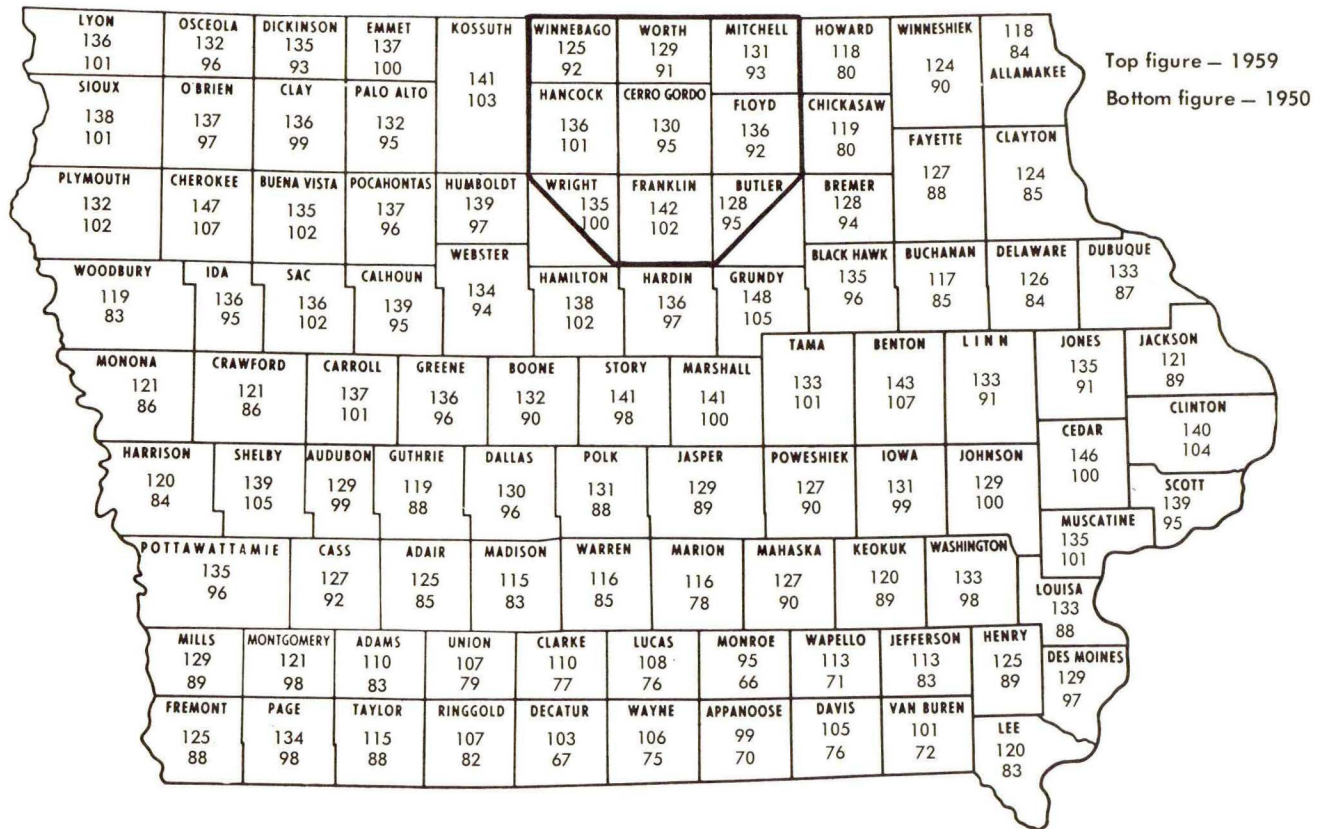 LYON
136
101
OSCEOLA
132
96
DICKINSON
135
93
EMMET
137
100
KOSSUTH
141
103
WINNEBAGO
125
92
WORTH
129
91
MITCHELL
131
93
HOWARD
118
80
WINNESHIEK
124
90
118
84
ALLAMAKEE
Top figure — 1959
Bottom figure — 1950
SIOUX
138
101
O'BRIEN
137
97
CLAY
136
99
PALO ALTO
132
95
HANCOCK
136
101
CERRO GORDO
130
95
FLOYD
136
92
CHICKASAW
119
80
FAYETTE
127
88
CLAYTON
124
85
PLYMOUTH
132
102
CHEROKEE
147
107
BUENA VISTA
135
102
POCAHONTAS
137
96
HUMBOLDT
139
97
WRIGHT
135
100
FRANKLIN
142
102
BUTLER
128
95
BREMER
128
94
WOODBURY
119
83
IDA
136
95
SAC
136
102
CALHOUN
139
95
WEBSTER
134
94
HAMILTON
138
102
HARDIN
136
97
GRUNDY
148
105
BLACK HAWK
135
96
BUCHANAN
117
85
DELAWARE
126
84
DUBUQUE
133
87
MONONA
121
86
CRAWFORD
121
86
CARROLL
137
101
GREENE
136
96
BOONE
132
90
STORY
141
98
MARSHALL
141
100
TAMA
133
101
BENTON
143
107
LINN
133
91
JONES
135
91
JACKSON
121
89
CLINTON
140
104
HARRISON
120
84
SHELBY
139
105
AUDUBON
129
99
GUTHRIE
119
88
DALLAS
130
96
POLK
131
88
JASPER
129
89
POWESHIEK
127
90
IOWA
131
99
JOHNSON
129
100
CEDAR
146
100
SCOTT
139
95
MUSCATINE
135
101
POTTAWATTAMIE
135
96
CASS
127
92
ADAIR
125
85
MADISON
115
83
WARREN
116
85
MARION
116
78
MAHASKA
127
90
KEOKUK
120
89
WASHINGTON
133
98
LOUISA
133
88
MILLS
129
89
MONTGOMERY
121
98
ADAMS
110
83
UNION
107
79
CLARKE
110
77
LUCAS
108
76
MONROE
95
66
WAPELLO
113
71
JEFFERSON
113
83
HENRY
125
89
DES MOINES
129
97
FREMONT
125
88
PAGE
134
98
TAYLOR
115
88
RINGGOLD
107
82
DECATUR
103
67
WAYNE
106
75
APPANOOSE
99
70
DAVIS
105
76
VAN BUREN
101
72
LEE
120
83